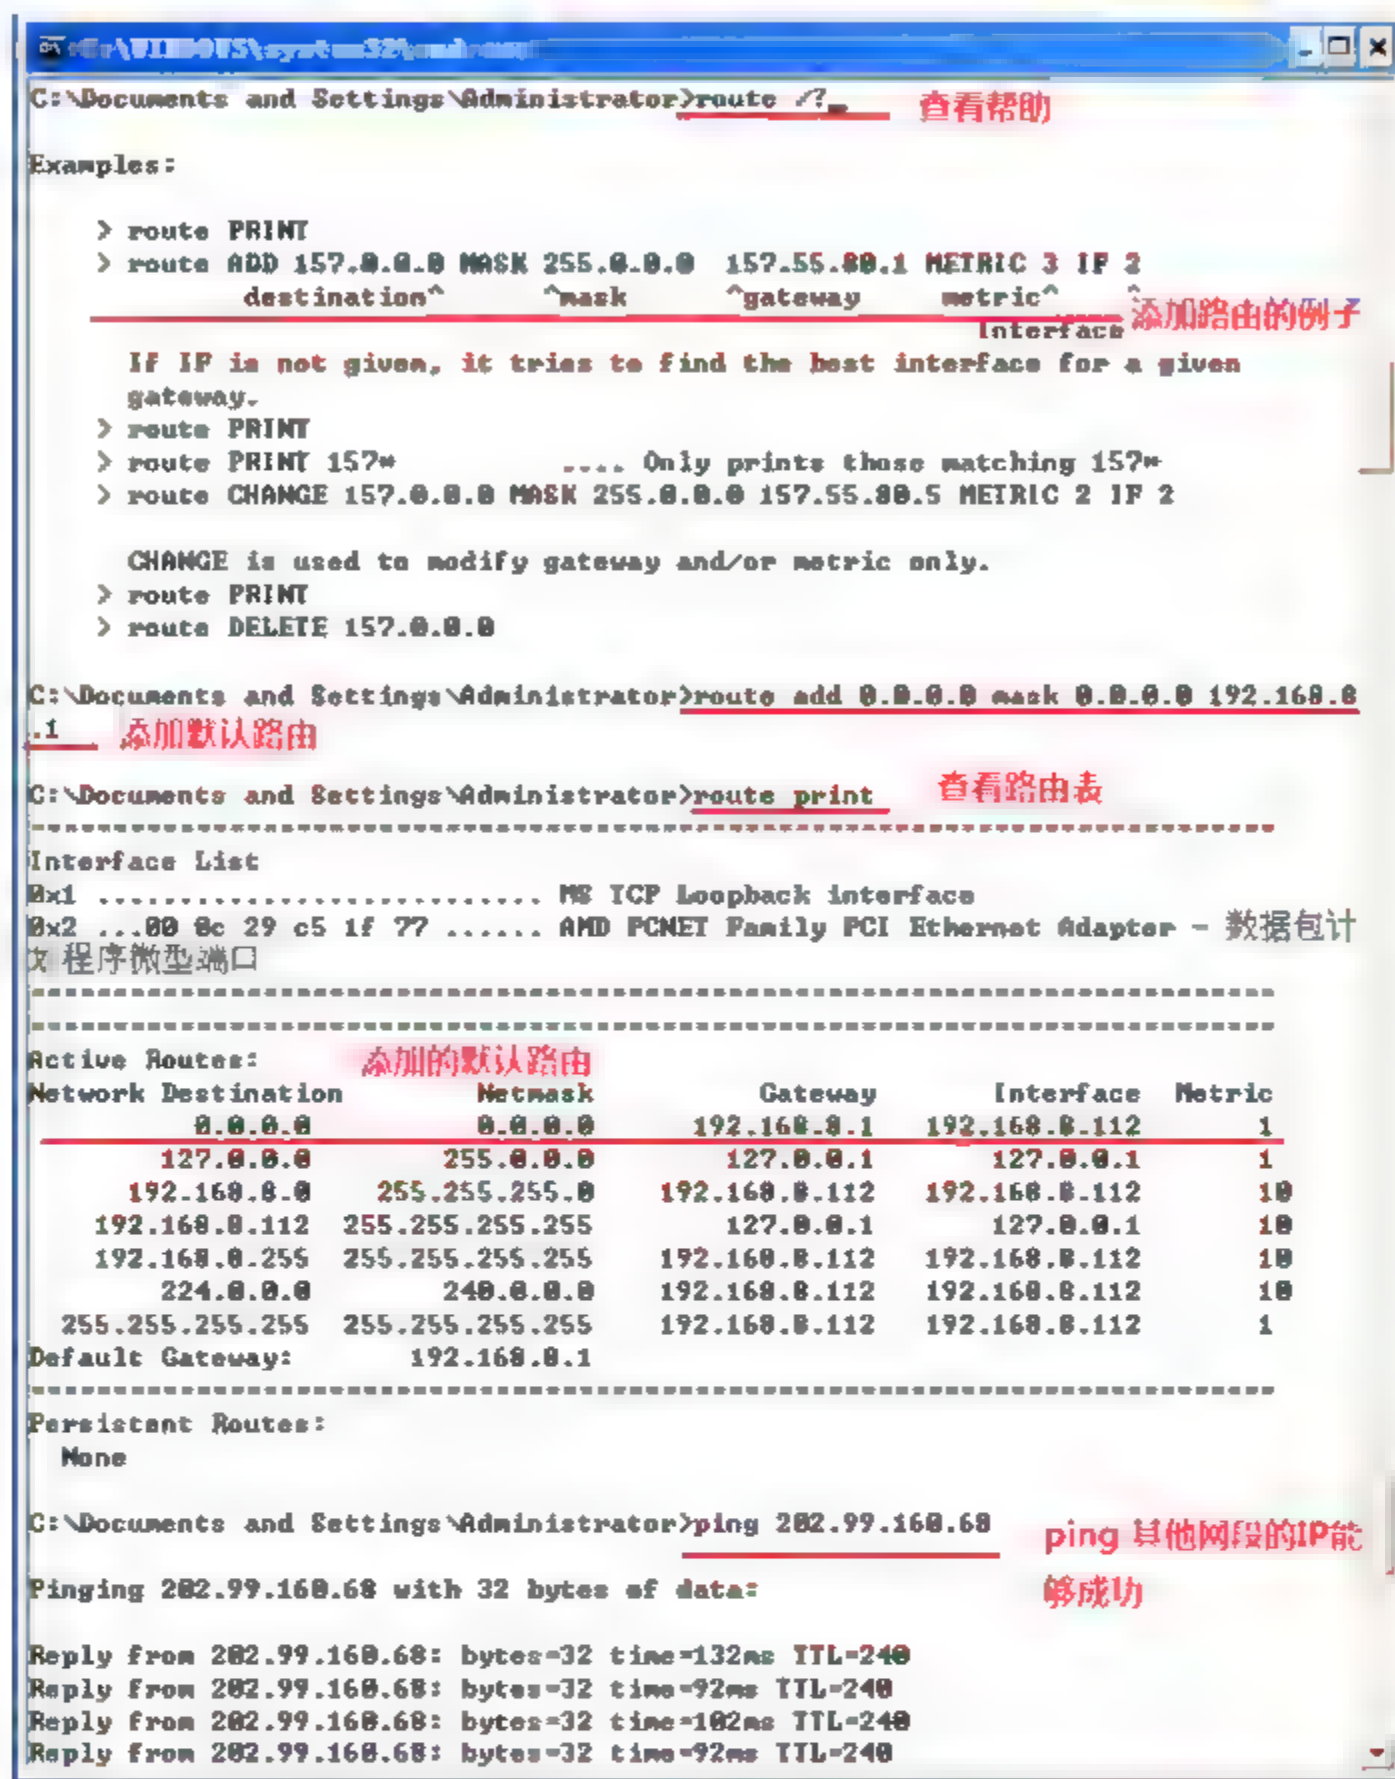 C:\WINDOWS\system32\cmd.exe
C:\Documents and Settings\Administrator>route /?_ 查看帮助
Examples:
> route PRINT
> route ADD 157.0.0.0 MASK 255.0.0.0  157.55.80.1 METRIC 3 IF 2
destination^ ^mask ^gateway metric^ ^ 添加路由的例子
Interface
If IF is not given, it tries to find the best interface for a given
gateway.
> route PRINT
> route PRINT 157* .... Only prints those matching 157*
> route CHANGE 157.0.0.0 MASK 255.0.0.0 157.55.80.5 METRIC 2 IF 2
CHANGE is used to modify gateway and/or metric only.
> route PRINT
> route DELETE 157.0.0.0
C:\Documents and Settings\Administrator>route add 0.0.0.0 mask 0.0.0.0 192.168.8
.1 添加默认路由
C:\Documents and Settings\Administrator>route print 查看路由表
===========================================================================
Interface List
0x1 ........................... MS TCP Loopback interface
0x2 ...00 0c 29 c5 1f 77 ...... AMD PCNET Family PCI Ethernet Adapter - 数据包计
划程序微型端口
===========================================================================
===========================================================================
Active Routes: 添加的默认路由
Network Destination Netmask Gateway Interface Metric
0.0.0.0 0.0.0.0 192.168.8.1 192.168.8.112 1
127.0.0.0 255.0.0.0 127.0.0.1 127.0.0.1 1
192.168.8.0 255.255.255.0 192.168.8.112 192.168.8.112 10
192.168.8.112 255.255.255.255 127.0.0.1 127.0.0.1 10
192.168.8.255 255.255.255.255 192.168.8.112 192.168.8.112 10
224.0.0.0 240.0.0.0 192.168.8.112 192.168.8.112 10
255.255.255.255 255.255.255.255 192.168.8.112 192.168.8.112 1
Default Gateway: 192.168.8.1
===========================================================================
Persistent Routes:
None
C:\Documents and Settings\Administrator>ping 202.99.160.68 ping 其他网段的IP能
够成功
Pinging 202.99.160.68 with 32 bytes of data:
Reply from 202.99.160.68: bytes=32 time=132ms TTL=240
Reply from 202.99.160.68: bytes=32 time=92ms TTL=240
Reply from 202.99.160.68: bytes=32 time=102ms TTL=240
Reply from 202.99.160.68: bytes=32 time=92ms TTL=240